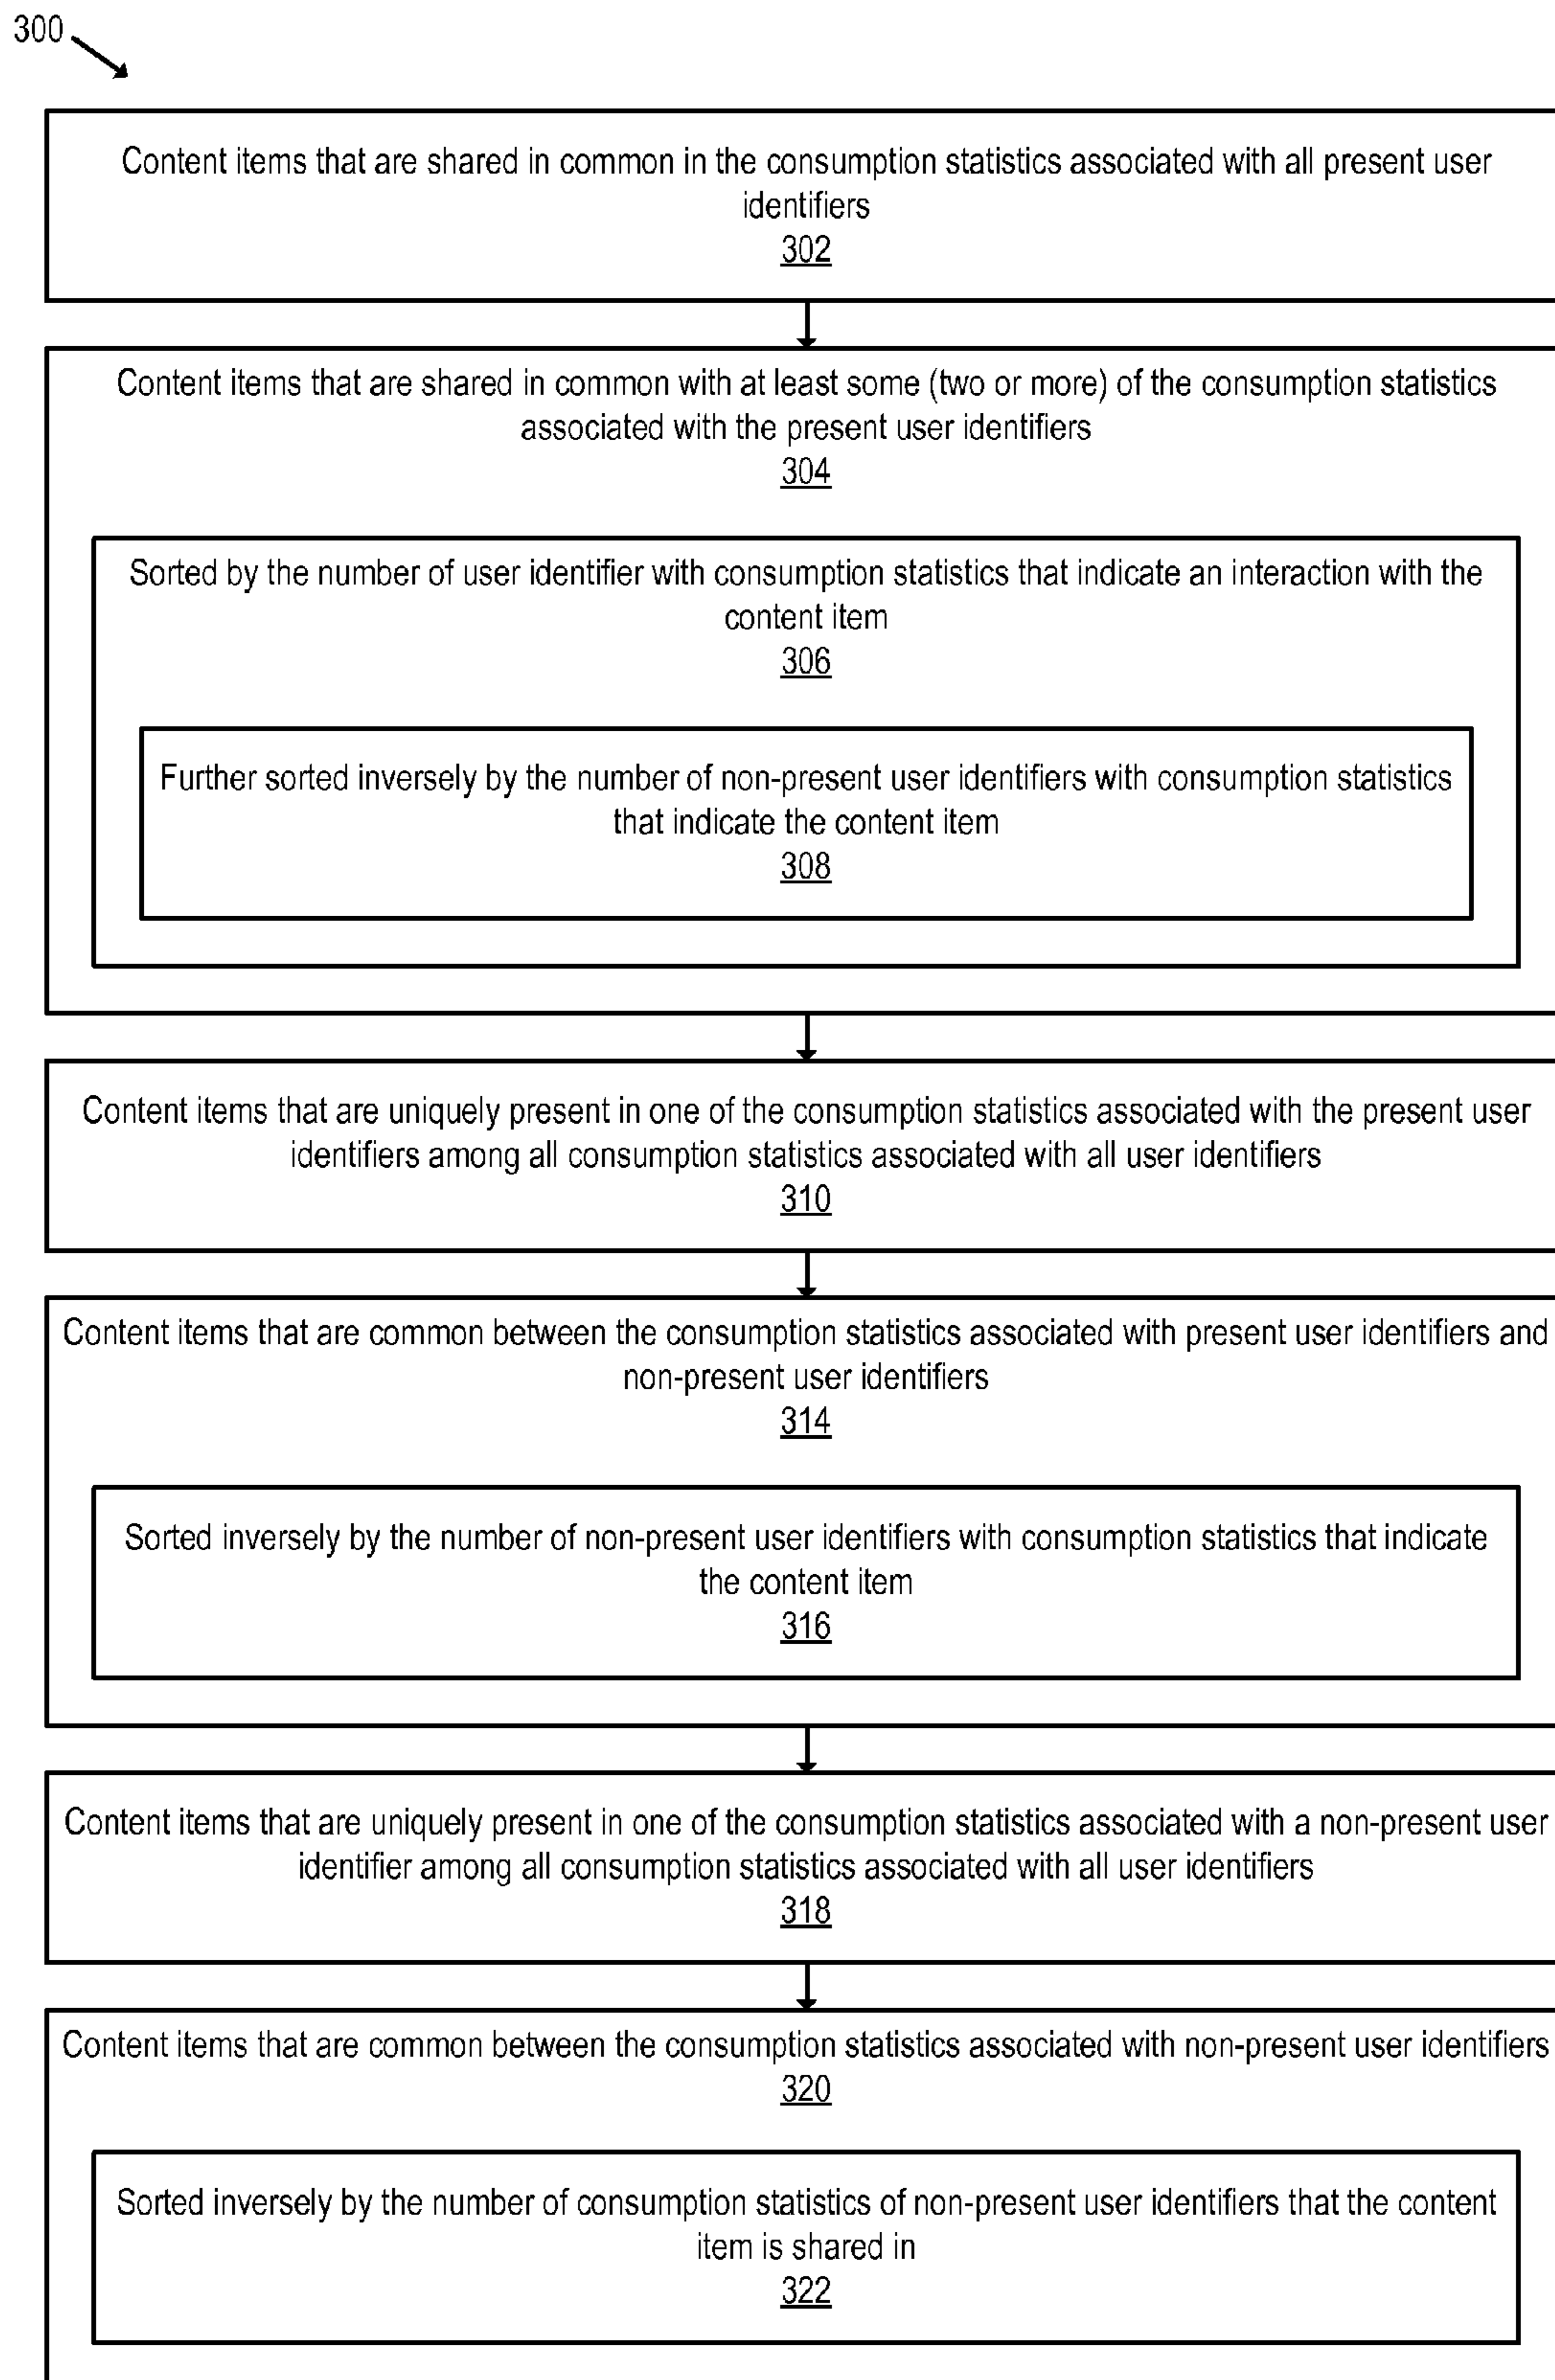 300
Content items that are shared in common in the consumption statistics associated with all present user
identifiers
302
Content items that are shared in common with at least some (two or more) of the consumption statistics
associated with the present user identifiers
304
Sorted by the number of user identifier with consumption statistics that indicate an interaction with the
content item
306
Further sorted inversely by the number of non-present user identifiers with consumption statistics
that indicate the content item
308
Content items that are uniquely present in one of the consumption statistics associated with the present user
identifiers among all consumption statistics associated with all user identifiers
310
Content items that are common between the consumption statistics associated with present user identifiers and
non-present user identifiers
314
Sorted inversely by the number of non-present user identifiers with consumption statistics that indicate
the content item
316
Content items that are uniquely present in one of the consumption statistics associated with a non-present user
identifier among all consumption statistics associated with all user identifiers
318
Content items that are common between the consumption statistics associated with non-present user identifiers
320
Sorted inversely by the number of consumption statistics of non-present user identifiers that the content
item is shared in
322